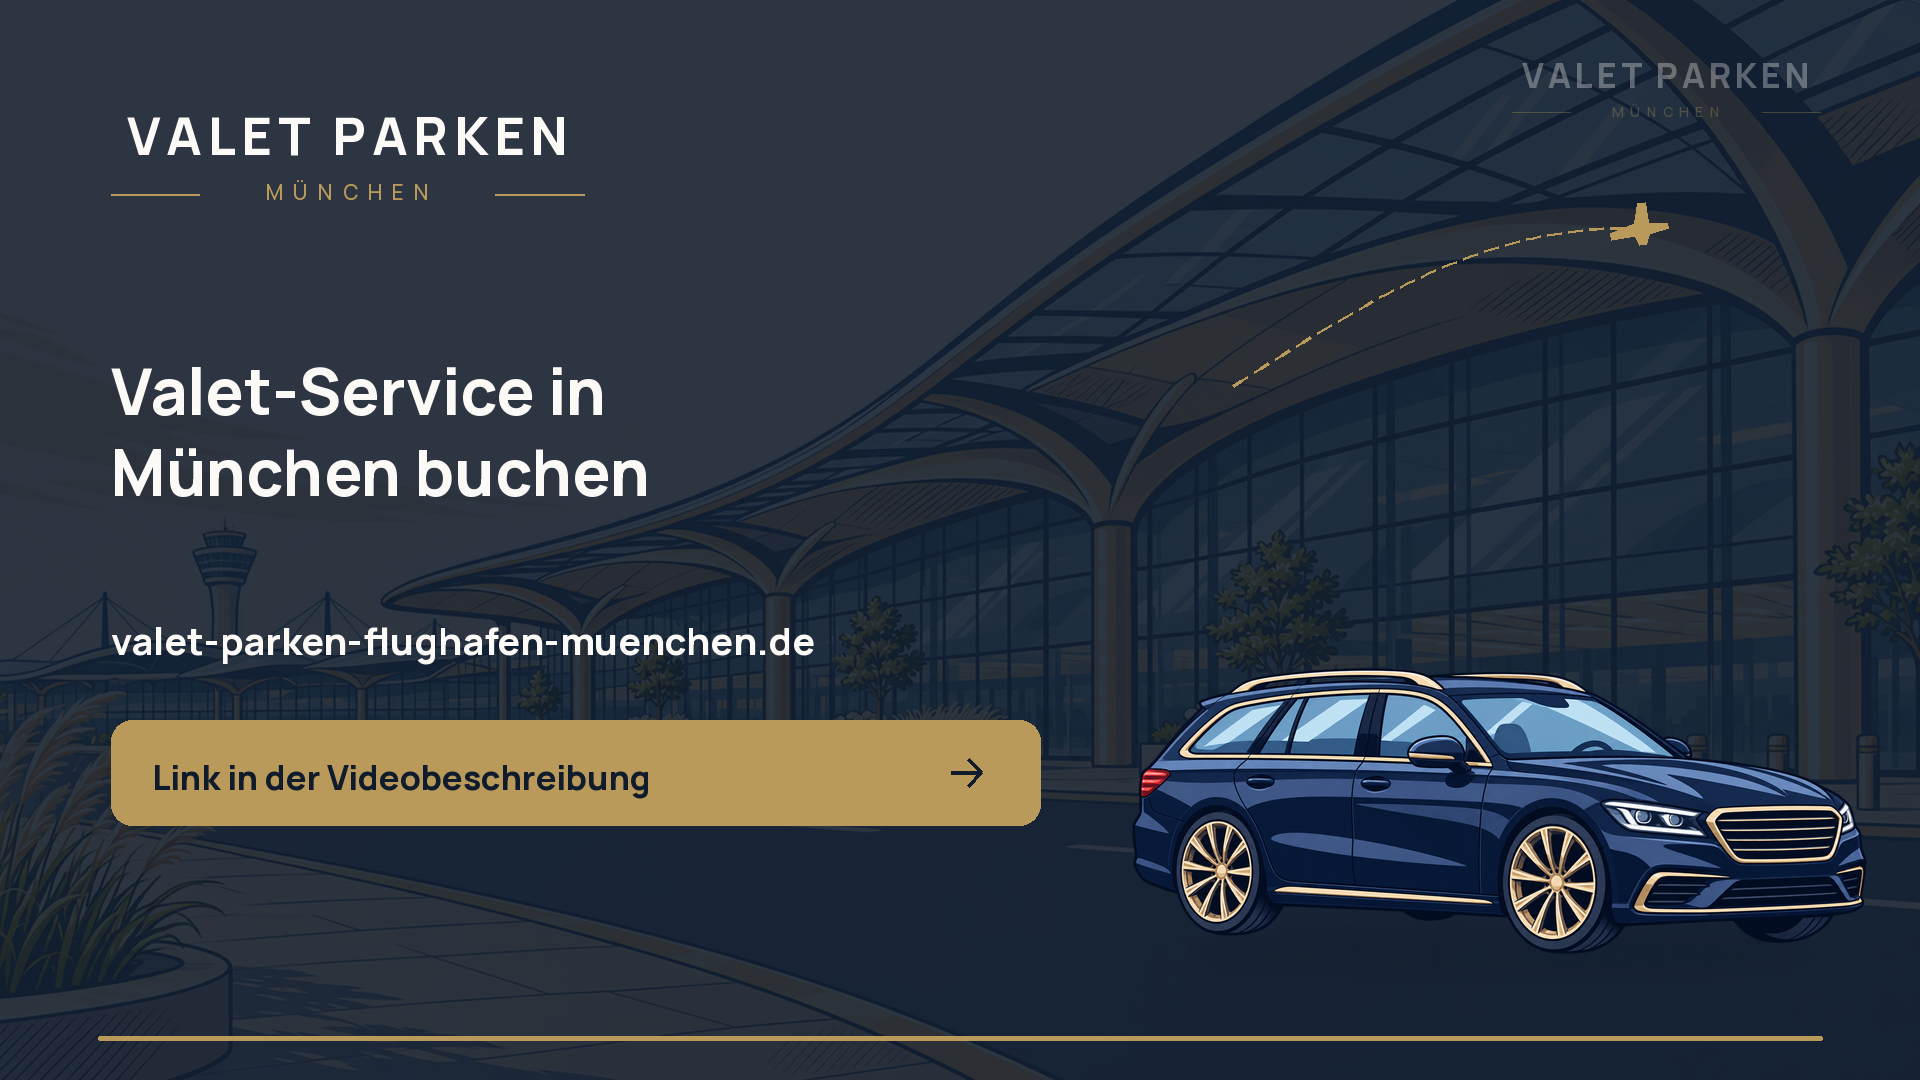 VALET PARKEN
MÜNCHEN
VALET PARKEN
MÜNCHEN
Valet-Service in
München buchen
valet-parken-flughafen-muenchen.de
Link in der Videobeschreibung →